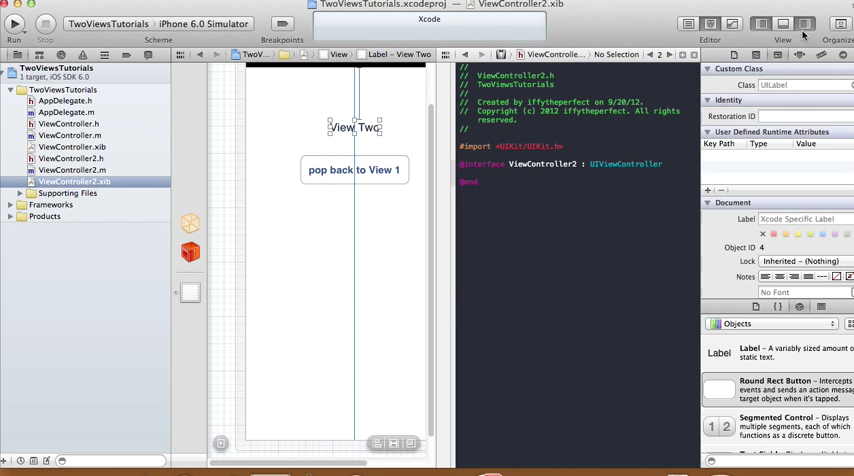 TwoViewsTutorials.xcodeproj — ViewController2.xib
TwoViewsTutorials › iPhone 6.0 Simulator
Xcode
Run
Stop
Scheme
Breakpoints
Editor
View
Organize
TwoV...
View
Label - View Two
ViewControlle...
No Selection
2
TwoViewsTutorials
1 target, iOS SDK 6.0
TwoViewsTutorials
AppDelegate.h
AppDelegate.m
ViewController.h
ViewController.m
ViewController.xib
ViewController2.h
ViewController2.m
ViewController2.xib
Supporting Files
Frameworks
Products
View Two
pop back to View 1
//
// ViewController2.h
// TwoViewsTutorials
//
// Created by iffytheperfect on 9/20/12.
// Copyright (c) 2012 iffytheperfect. All rights
reserved.
//
#import <UIKit/UIKit.h>
@interface ViewController2 : UIViewController
@end
Custom Class
Class UILabel
Identity
Restoration ID
User Defined Runtime Attributes
Key Path Type Value
Document
Label Xcode Specific Label
Object ID 4
Lock Inherited - (Nothing)
Notes
No Font
Objects
Label
Label - A variably sized amount o
static text.
Round Rect Button - Intercepts
events and sends an action messag
target object when it's tapped.
1 2
Segmented Control - Displays
multiple segments, each of which
functions as a discrete button.